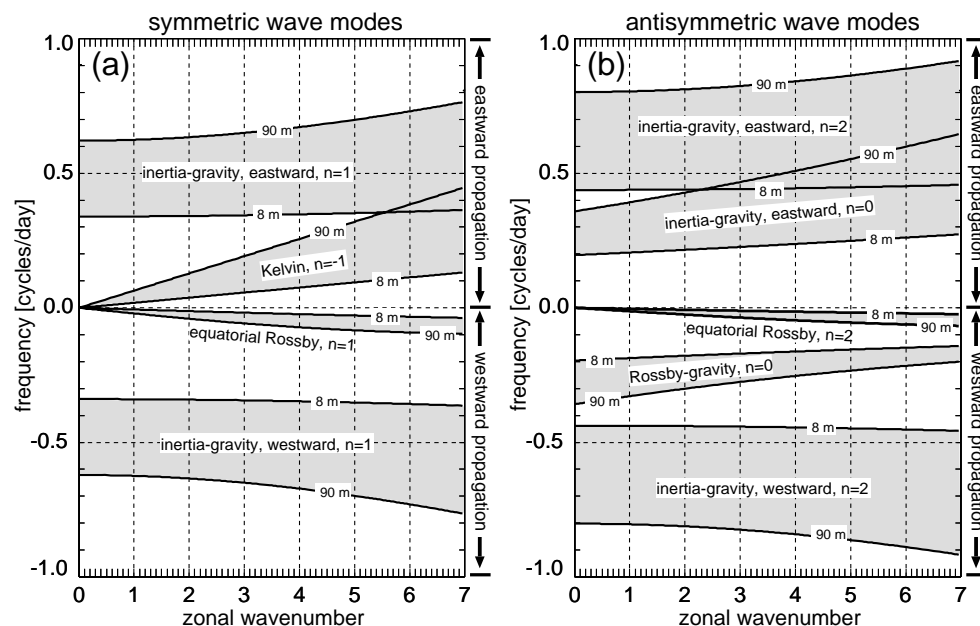 symmetric wave modes
(a)
1.0
0.5
0.0
-0.5
-1.0
frequency [cycles/day]
90 m
inertia-gravity, eastward, n=1
8 m
90 m
Kelvin, n=-1
8 m
8 m
equatorial Rossby, n=1
90 m
8 m
inertia-gravity, westward, n=1
90 m
0 1 2 3 4 5 6 7
zonal wavenumber
eastward propagation
westward propagation
antisymmetric wave modes
(b)
1.0
0.5
0.0
-0.5
-1.0
frequency [cycles/day]
90 m
inertia-gravity, eastward, n=2
90 m
8 m
inertia-gravity, eastward, n=0
8 m
8 m
equatorial Rossby, n=2
90 m
8 m
Rossby-gravity, n=0
90 m
8 m
inertia-gravity, westward, n=2
90 m
0 1 2 3 4 5 6 7
zonal wavenumber
eastward propagation
westward propagation